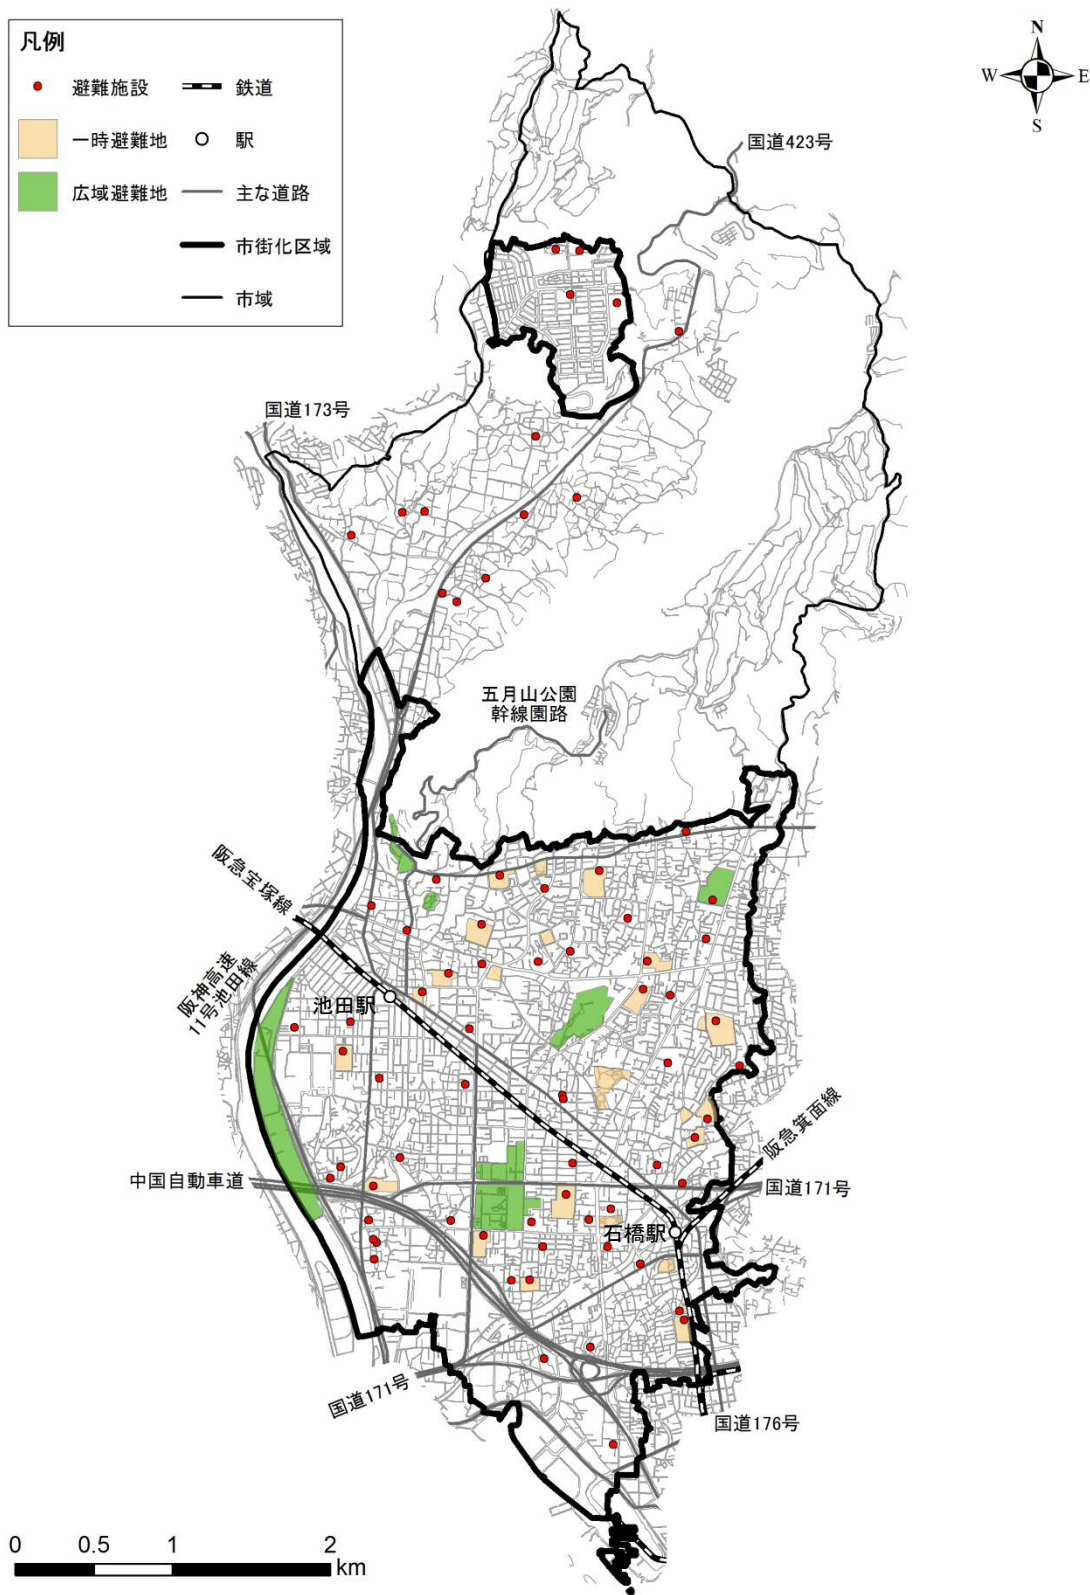 凡例
避難施設
鉄道
一時避難地
駅
広域避難地
主な道路
市街化区域
市域
N
W
E
S
国道423号
国道173号
五月山公園
幹線園路
阪急宝塚線
阪神高速
11号池田線
池田駅
阪急箕面線
中国自動車道
国道171号
石橋駅
国道171号
国道176号
0 0.5 1 2
km